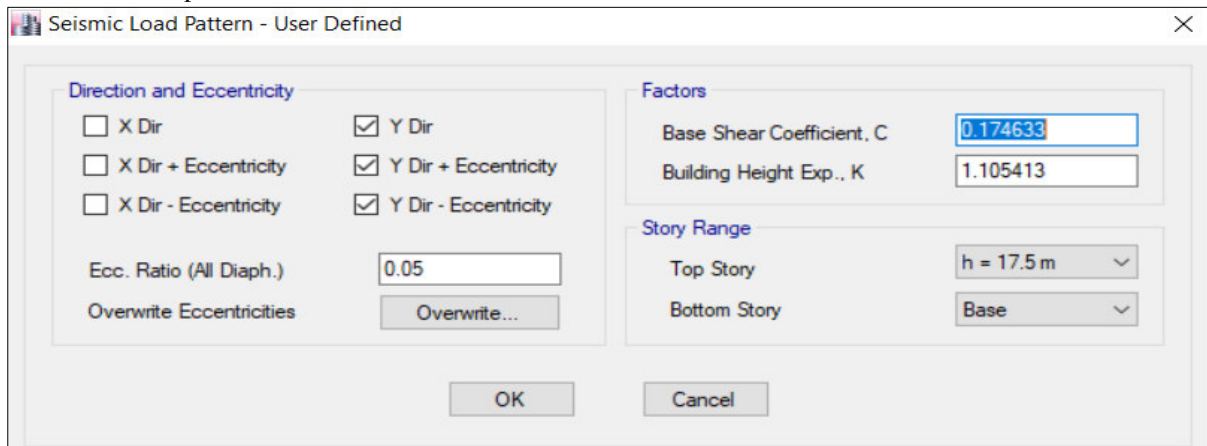 Seismic Load Pattern - User Defined
Direction and Eccentricity
X Dir
Y Dir
X Dir + Eccentricity
Y Dir + Eccentricity
X Dir - Eccentricity
Y Dir - Eccentricity
Ecc. Ratio (All Diaph.)
0.05
Overwrite Eccentricities
Overwrite...
Factors
Base Shear Coefficient, C
0.174633
Building Height Exp., K
1.105413
Story Range
Top Story
h = 17.5 m
Bottom Story
Base
OK
Cancel